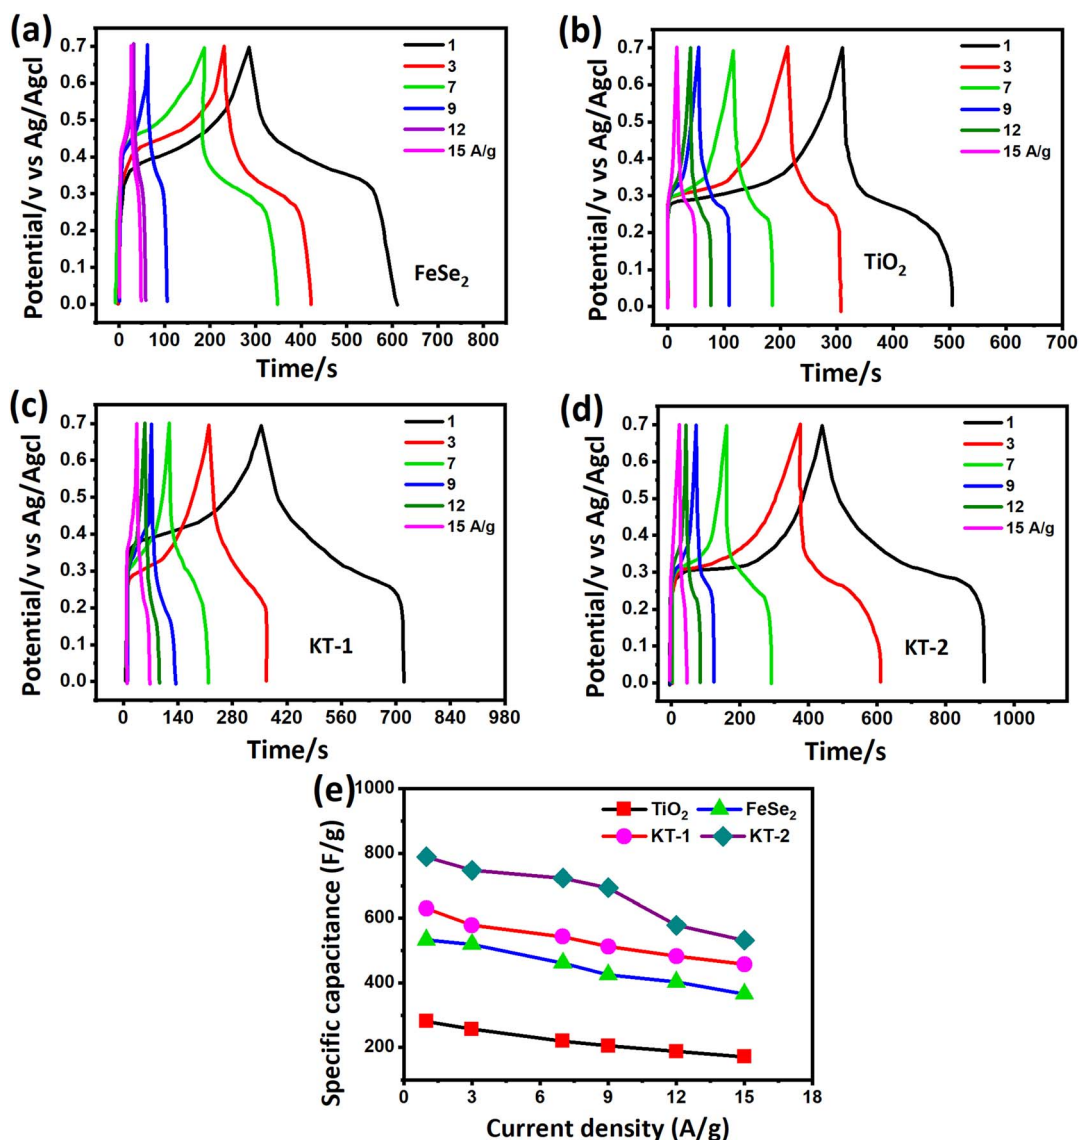 (a)
Potential/v vs Ag/Agcl
0.7
0.6
0.5
0.4
0.3
0.2
0.1
0.0
1
3
7
9
12
15 A/g
FeSe₂
0 100 200 300 400 500 600 700 800
Time/s
(b)
Potential/v vs Ag/Agcl
0.7
0.6
0.5
0.4
0.3
0.2
0.1
0.0
1
3
7
9
12
15 A/g
TiO₂
0 100 200 300 400 500 600 700
Time/s
(c)
Potential/v vs Ag/Agcl
0.7
0.6
0.5
0.4
0.3
0.2
0.1
0.0
1
3
7
9
12
15 A/g
KT-1
0 140 280 420 560 700 840 980
Time/s
(d)
Potential/v vs Ag/Agcl
0.7
0.6
0.5
0.4
0.3
0.2
0.1
0.0
1
3
7
9
12
15 A/g
KT-2
0 200 400 600 800 1000
Time/s
(e)
Specific capacitance (F/g)
1000
800
600
400
200
TiO₂ FeSe₂
KT-1 KT-2
0 3 6 9 12 15 18
Current density (A/g)